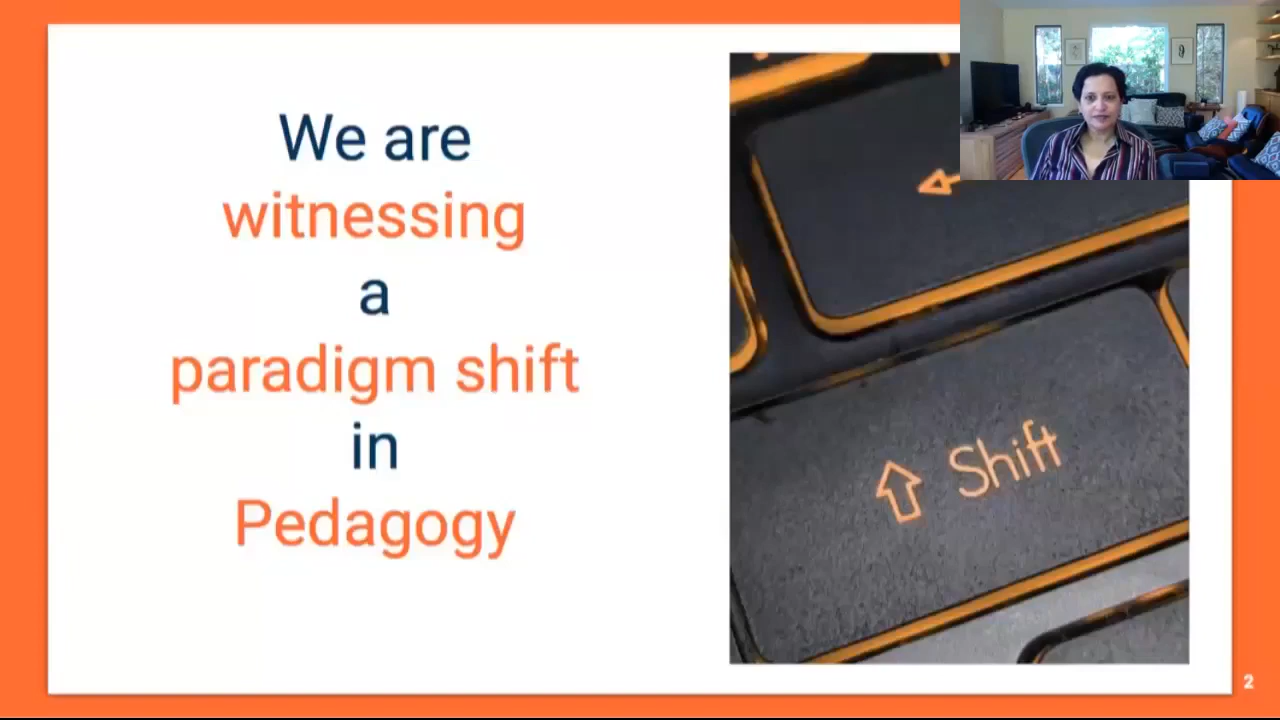 We are
witnessing
a
paradigm shift
in
Pedagogy
Shift
2